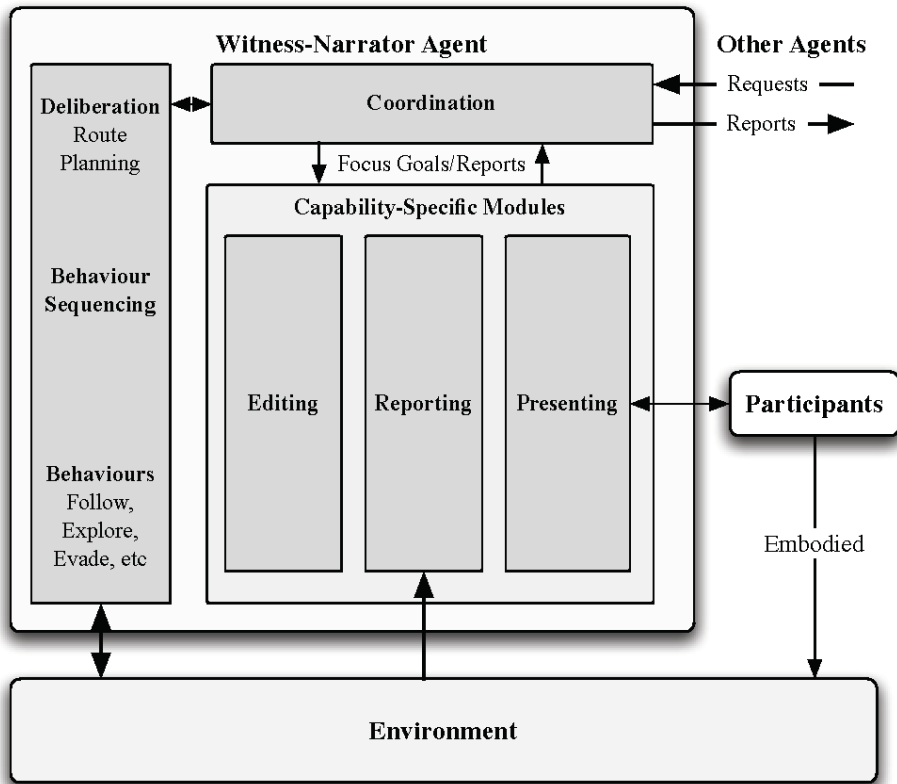 Witness-Narrator Agent
Other Agents
Deliberation
Route
Planning
Coordination
Requests
Reports
Focus Goals/Reports
Capability-Specific Modules
Behaviour
Sequencing
Editing
Reporting
Presenting
Participants
Behaviours
Follow,
Explore,
Evade, etc
Embodied
Environment